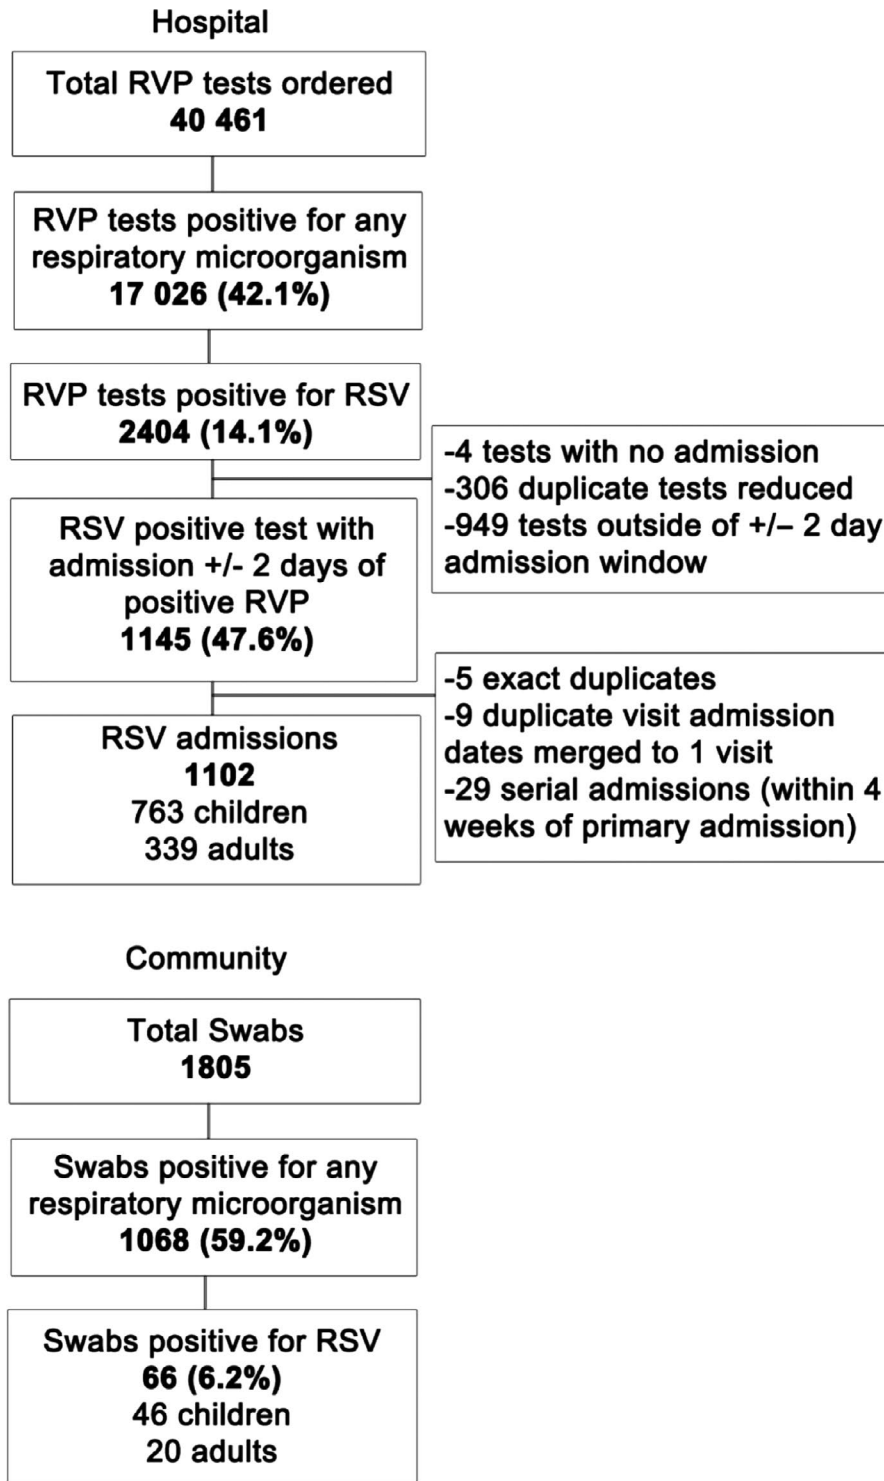 Hospital
Total RVP tests ordered
40 461
RVP tests positive for any
respiratory microorganism
17 026 (42.1%)
RVP tests positive for RSV
2404 (14.1%)
-4 tests with no admission
-306 duplicate tests reduced
-949 tests outside of +/– 2 day
admission window
RSV positive test with
admission +/- 2 days of
positive RVP
1145 (47.6%)
-5 exact duplicates
-9 duplicate visit admission
dates merged to 1 visit
-29 serial admissions (within 4
weeks of primary admission)
RSV admissions
1102
763 children
339 adults
Community
Total Swabs
1805
Swabs positive for any
respiratory microorganism
1068 (59.2%)
Swabs positive for RSV
66 (6.2%)
46 children
20 adults